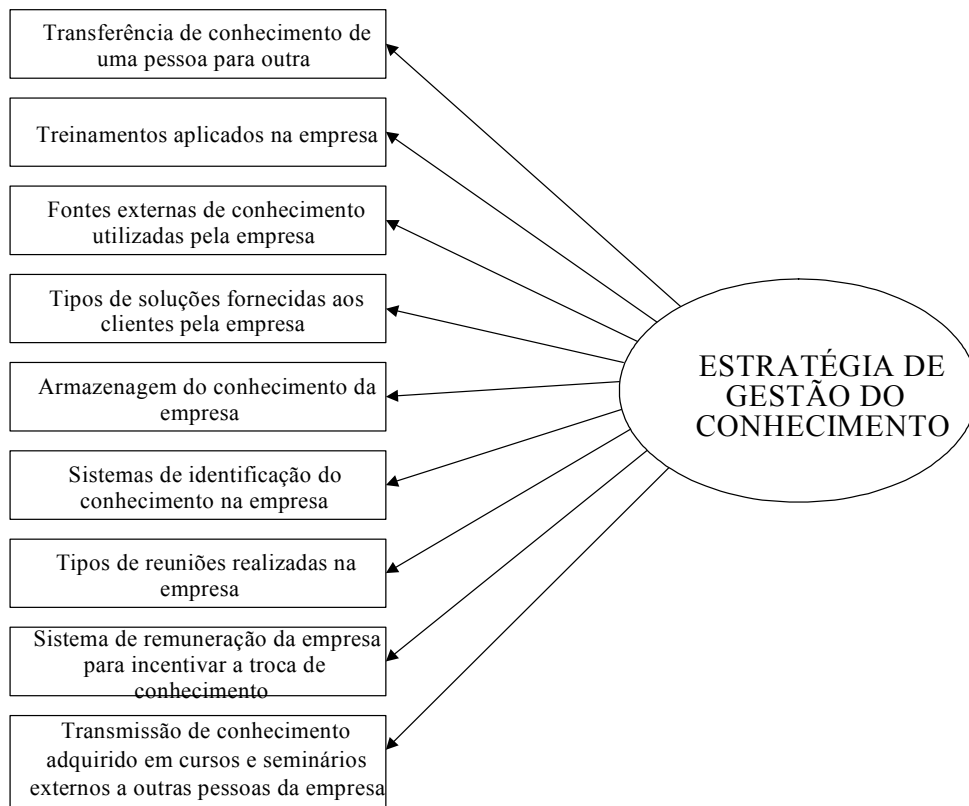 Transferência de conhecimento de
uma pessoa para outra
Treinamentos aplicados na empresa
Fontes externas de conhecimento
utilizadas pela empresa
Tipos de soluções fornecidas aos
clientes pela empresa
Armazenagem do conhecimento da
empresa
Sistemas de identificação do
conhecimento na empresa
Tipos de reuniões realizadas na
empresa
Sistema de remuneração da empresa
para incentivar a troca de
conhecimento
Transmissão de conhecimento
adquirido em cursos e seminários
externos a outras pessoas da empresa
ESTRATÉGIA DE
GESTÃO DO
CONHECIMENTO